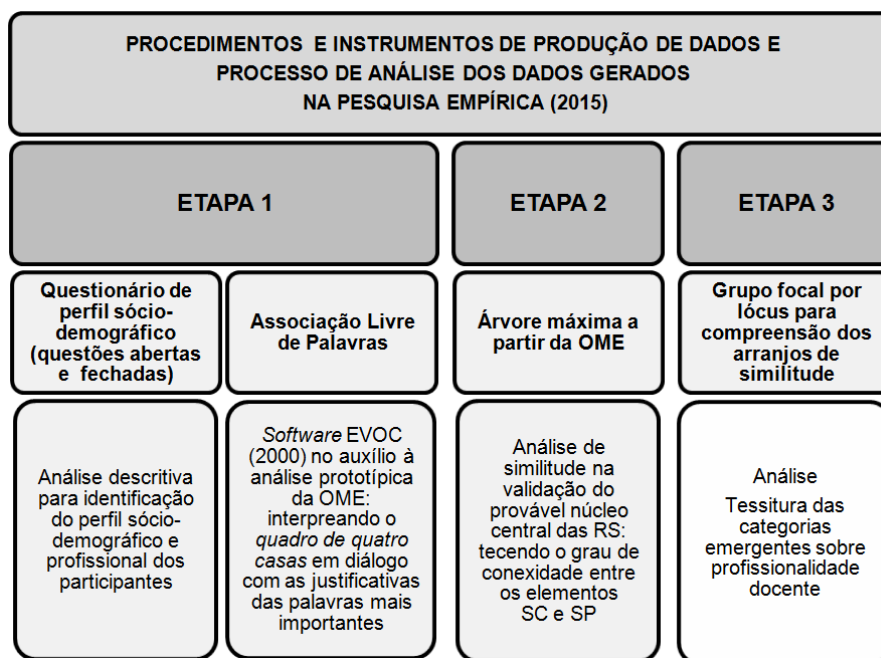 PROCEDIMENTOS E INSTRUMENTOS DE PRODUÇÃO DE DADOS E
PROCESSO DE ANÁLISE DOS DADOS GERADOS
NA PESQUISA EMPÍRICA (2015)
ETAPA 1
ETAPA 2
ETAPA 3
Questionário de
perfil sócio-
demográfico
(questões abertas
e fechadas)
Associação Livre
de Palavras
Árvore máxima a
partir da OME
Grupo focal por
lócus para
compreensão dos
arranjos de
similitude
Análise descritiva
para identificação
do perfil sócio-
demográfico e
profissional dos
participantes
Software EVOC
(2000) no auxílio à
análise prototípica
da OME:
interpreando o
quadro de quatro
casas em diálogo
com as justificativas
das palavras mais
importantes
Análise de
similitude na
validação do
provável núcleo
central das RS:
tecendo o grau de
conexidade entre
os elementos
SC e SP
Análise
Tessitura das
categorias
emergentes sobre
profissionalidade
docente